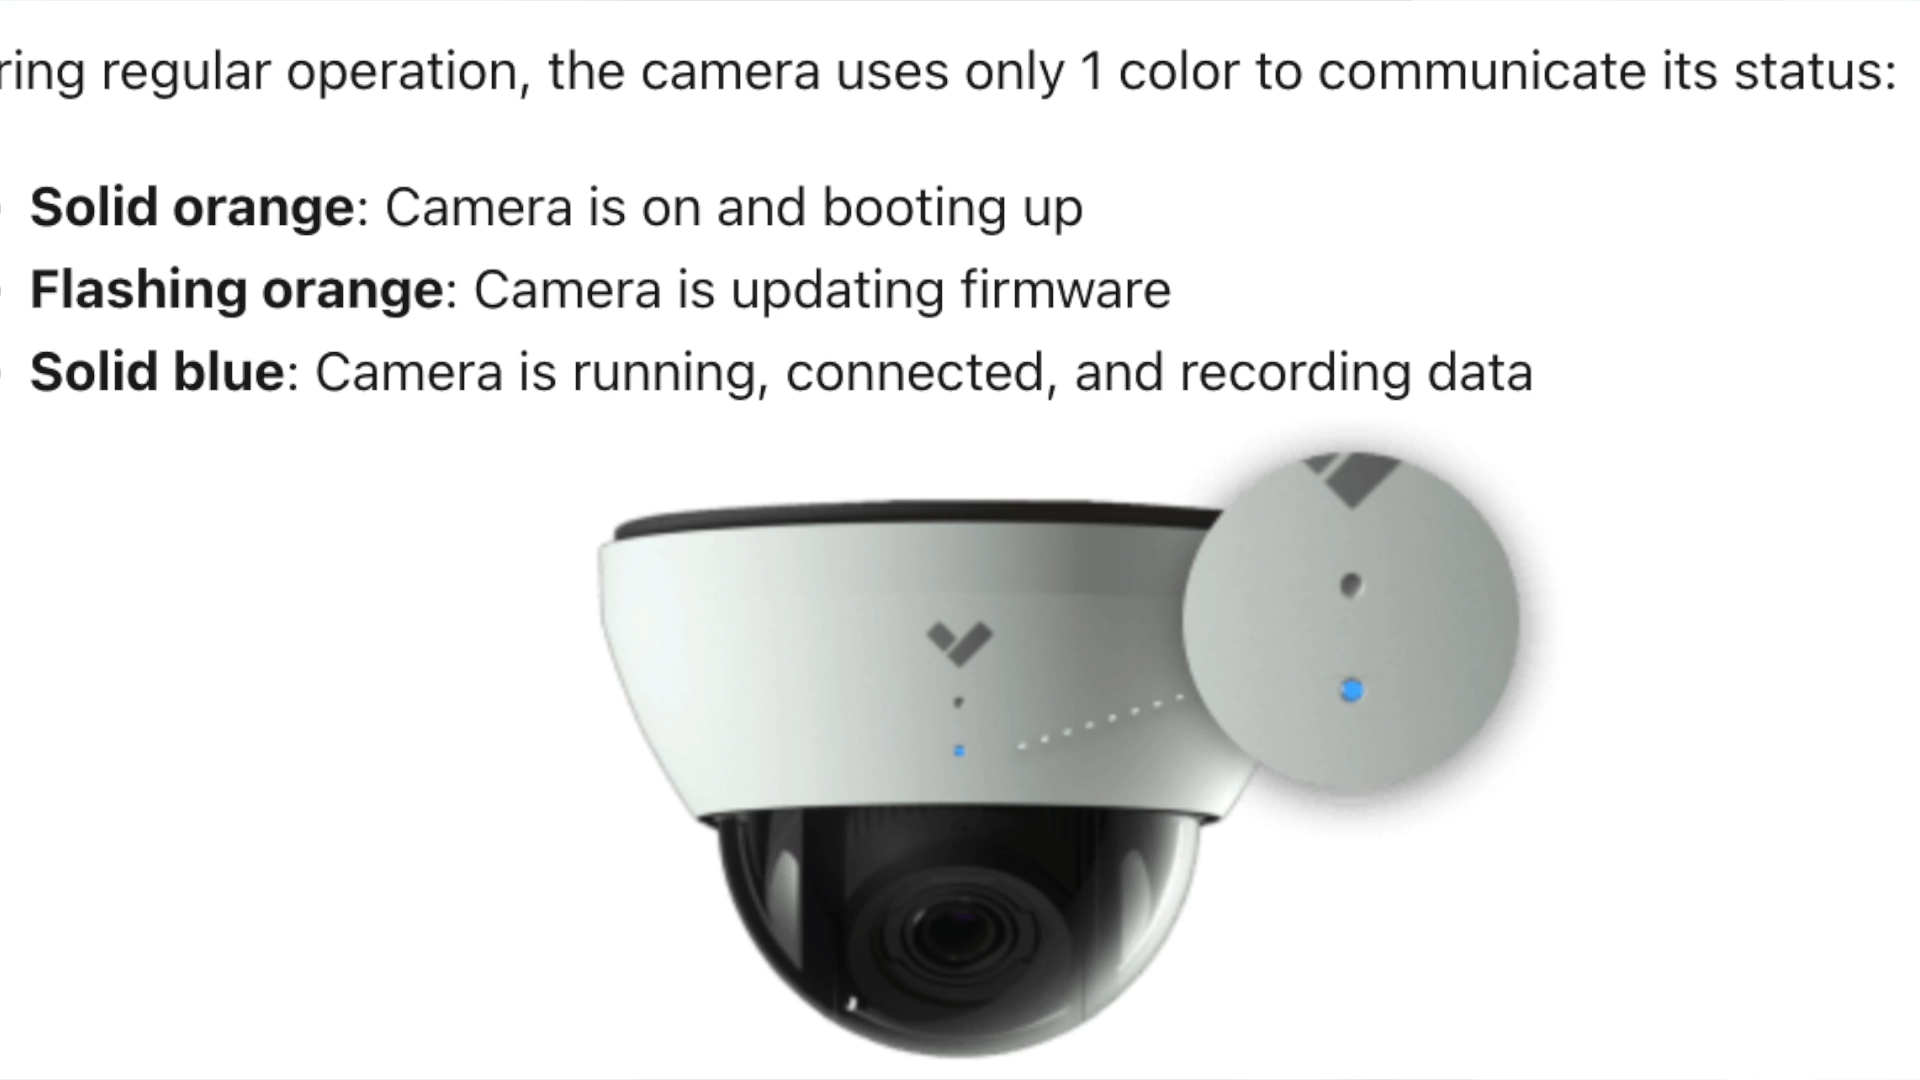 ring regular operation, the camera uses only 1 color to communicate its status:
Solid orange: Camera is on and booting up
Flashing orange: Camera is updating firmware
Solid blue: Camera is running, connected, and recording data